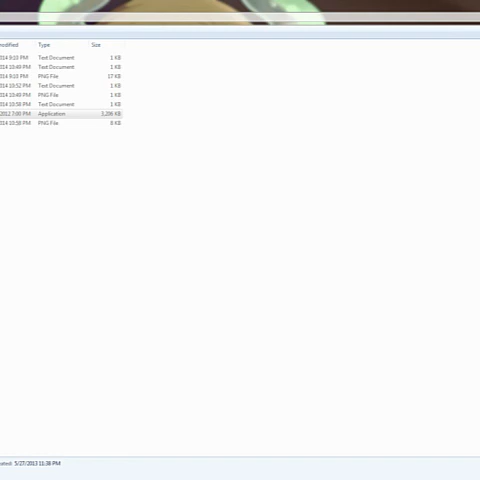 modified Type Size
014 9:10 PM Text Document 1 KB
014 10:49 PM Text Document 1 KB
014 9:10 PM PNG File 17 KB
014 10:52 PM Text Document 1 KB
014 10:49 PM PNG File 1 KB
014 10:58 PM Text Document 1 KB
2012 7:00 PM Application 3,206 KB
014 10:58 PM PNG File 8 KB
eated: 5/27/2013 11:38 PM